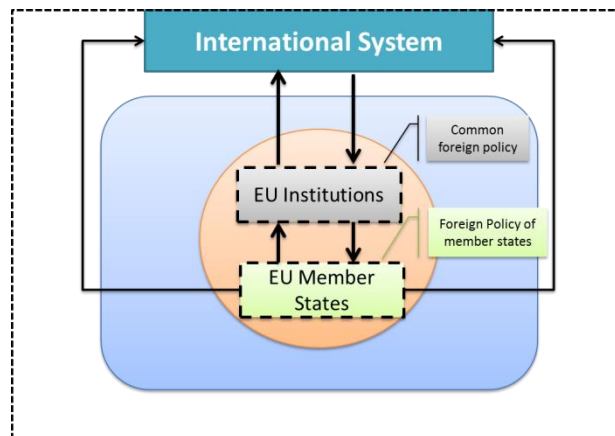 International System
Common
foreign policy
EU Institutions
Foreign Policy of
member states
EU Member
States